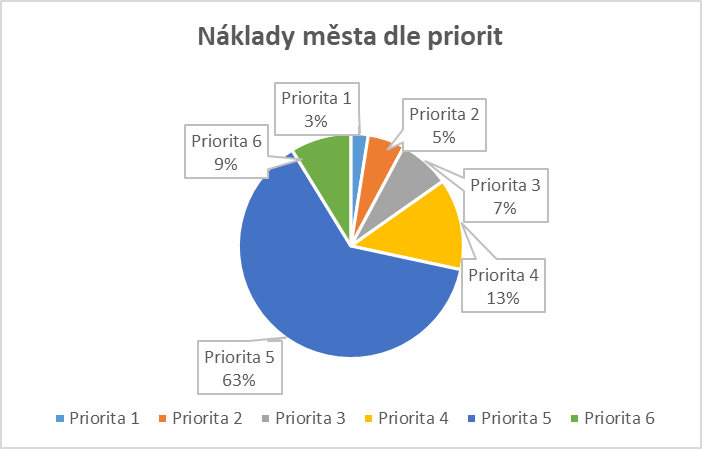 Náklady města dle priorit
Priorita 1
3%
Priorita 2
5%
Priorita 3
7%
Priorita 4
13%
Priorita 5
63%
Priorita 6
9%
Priorita 1 Priorita 2 Priorita 3 Priorita 4 Priorita 5 Priorita 6